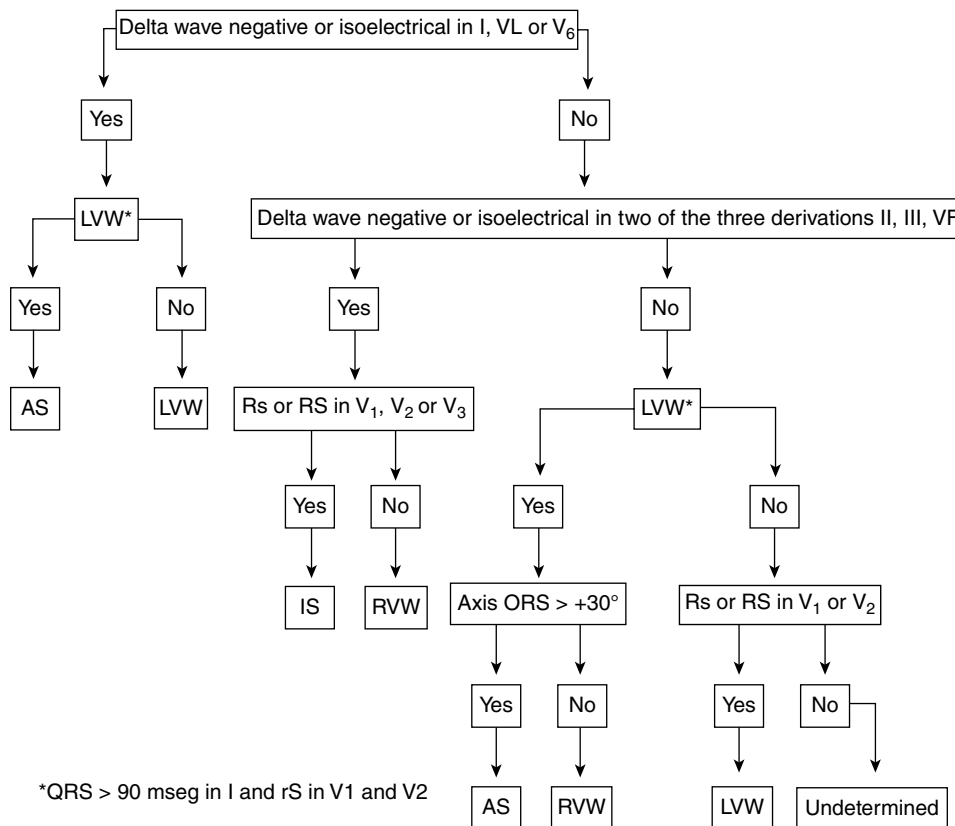 Delta wave negative or isoelectrical in I, VL or V6
Yes
No
LVW*
Delta wave negative or isoelectrical in two of the three derivations II, III, VF
Yes
No
Yes
No
AS
LVW
Rs or RS in V1, V2 or V3
LVW*
Yes
No
Yes
No
IS
RVW
Axis ORS > +30°
Rs or RS in V1 or V2
Yes
No
Yes
No
*QRS > 90 mseg in I and rS in V1 and V2
AS
RVW
LVW
Undetermined